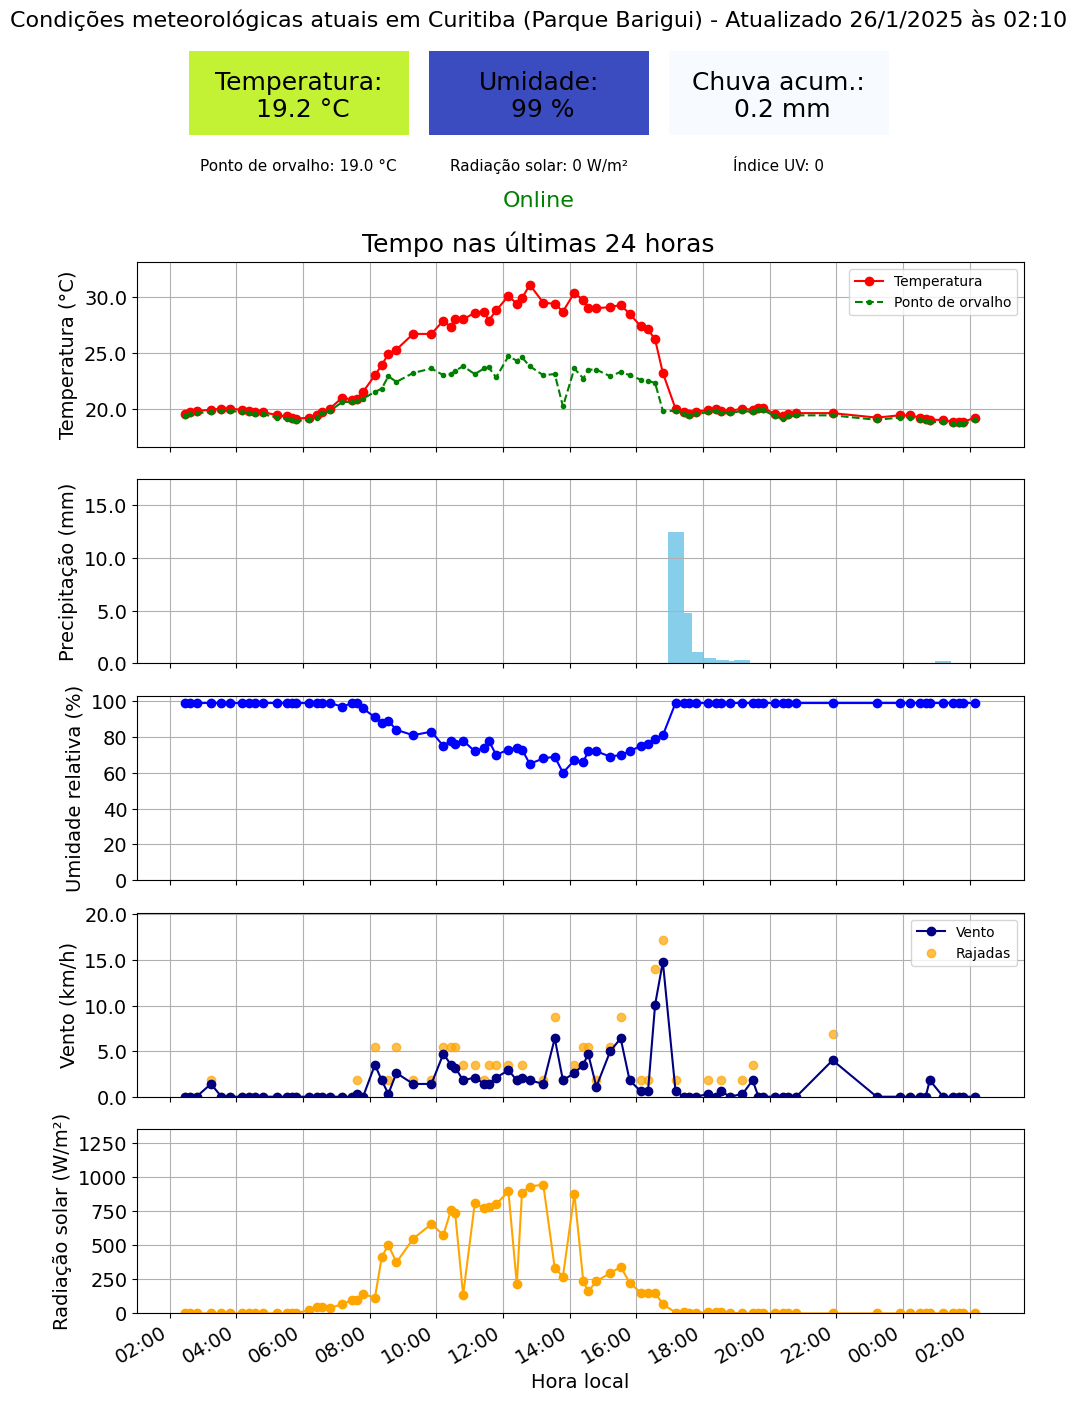 Condições meteorológicas atuais em Curitiba (Parque Barigui) - Atualizado 26/1/2025 às 02:10
Temperatura:
19.2 °C
Umidade:
99 %
Chuva acum.:
0.2 mm
Ponto de orvalho: 19.0 °C
Radiação solar: 0 W/m²
Índice UV: 0
Online
Tempo nas últimas 24 horas
Temperatura (°C)
30.0
25.0
20.0
Temperatura
Ponto de orvalho
Precipitação (mm)
15.0
10.0
5.0
0.0
Umidade relativa (%)
100
80
60
40
20
0
Vento (km/h)
20.0
15.0
10.0
5.0
0.0
Vento
Rajadas
Radiação solar (W/m²)
1250
1000
750
500
250
0
02:00
04:00
06:00
08:00
10:00
12:00
14:00
16:00
18:00
20:00
22:00
00:00
02:00
Hora local